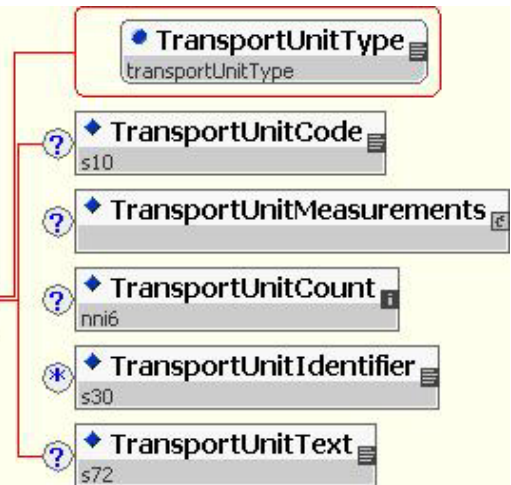 TransportUnitType
transportUnitType
? TransportUnitCode
s10
? TransportUnitMeasurements
? TransportUnitCount
nni6
* TransportUnitIdentifier
s30
? TransportUnitText
s72